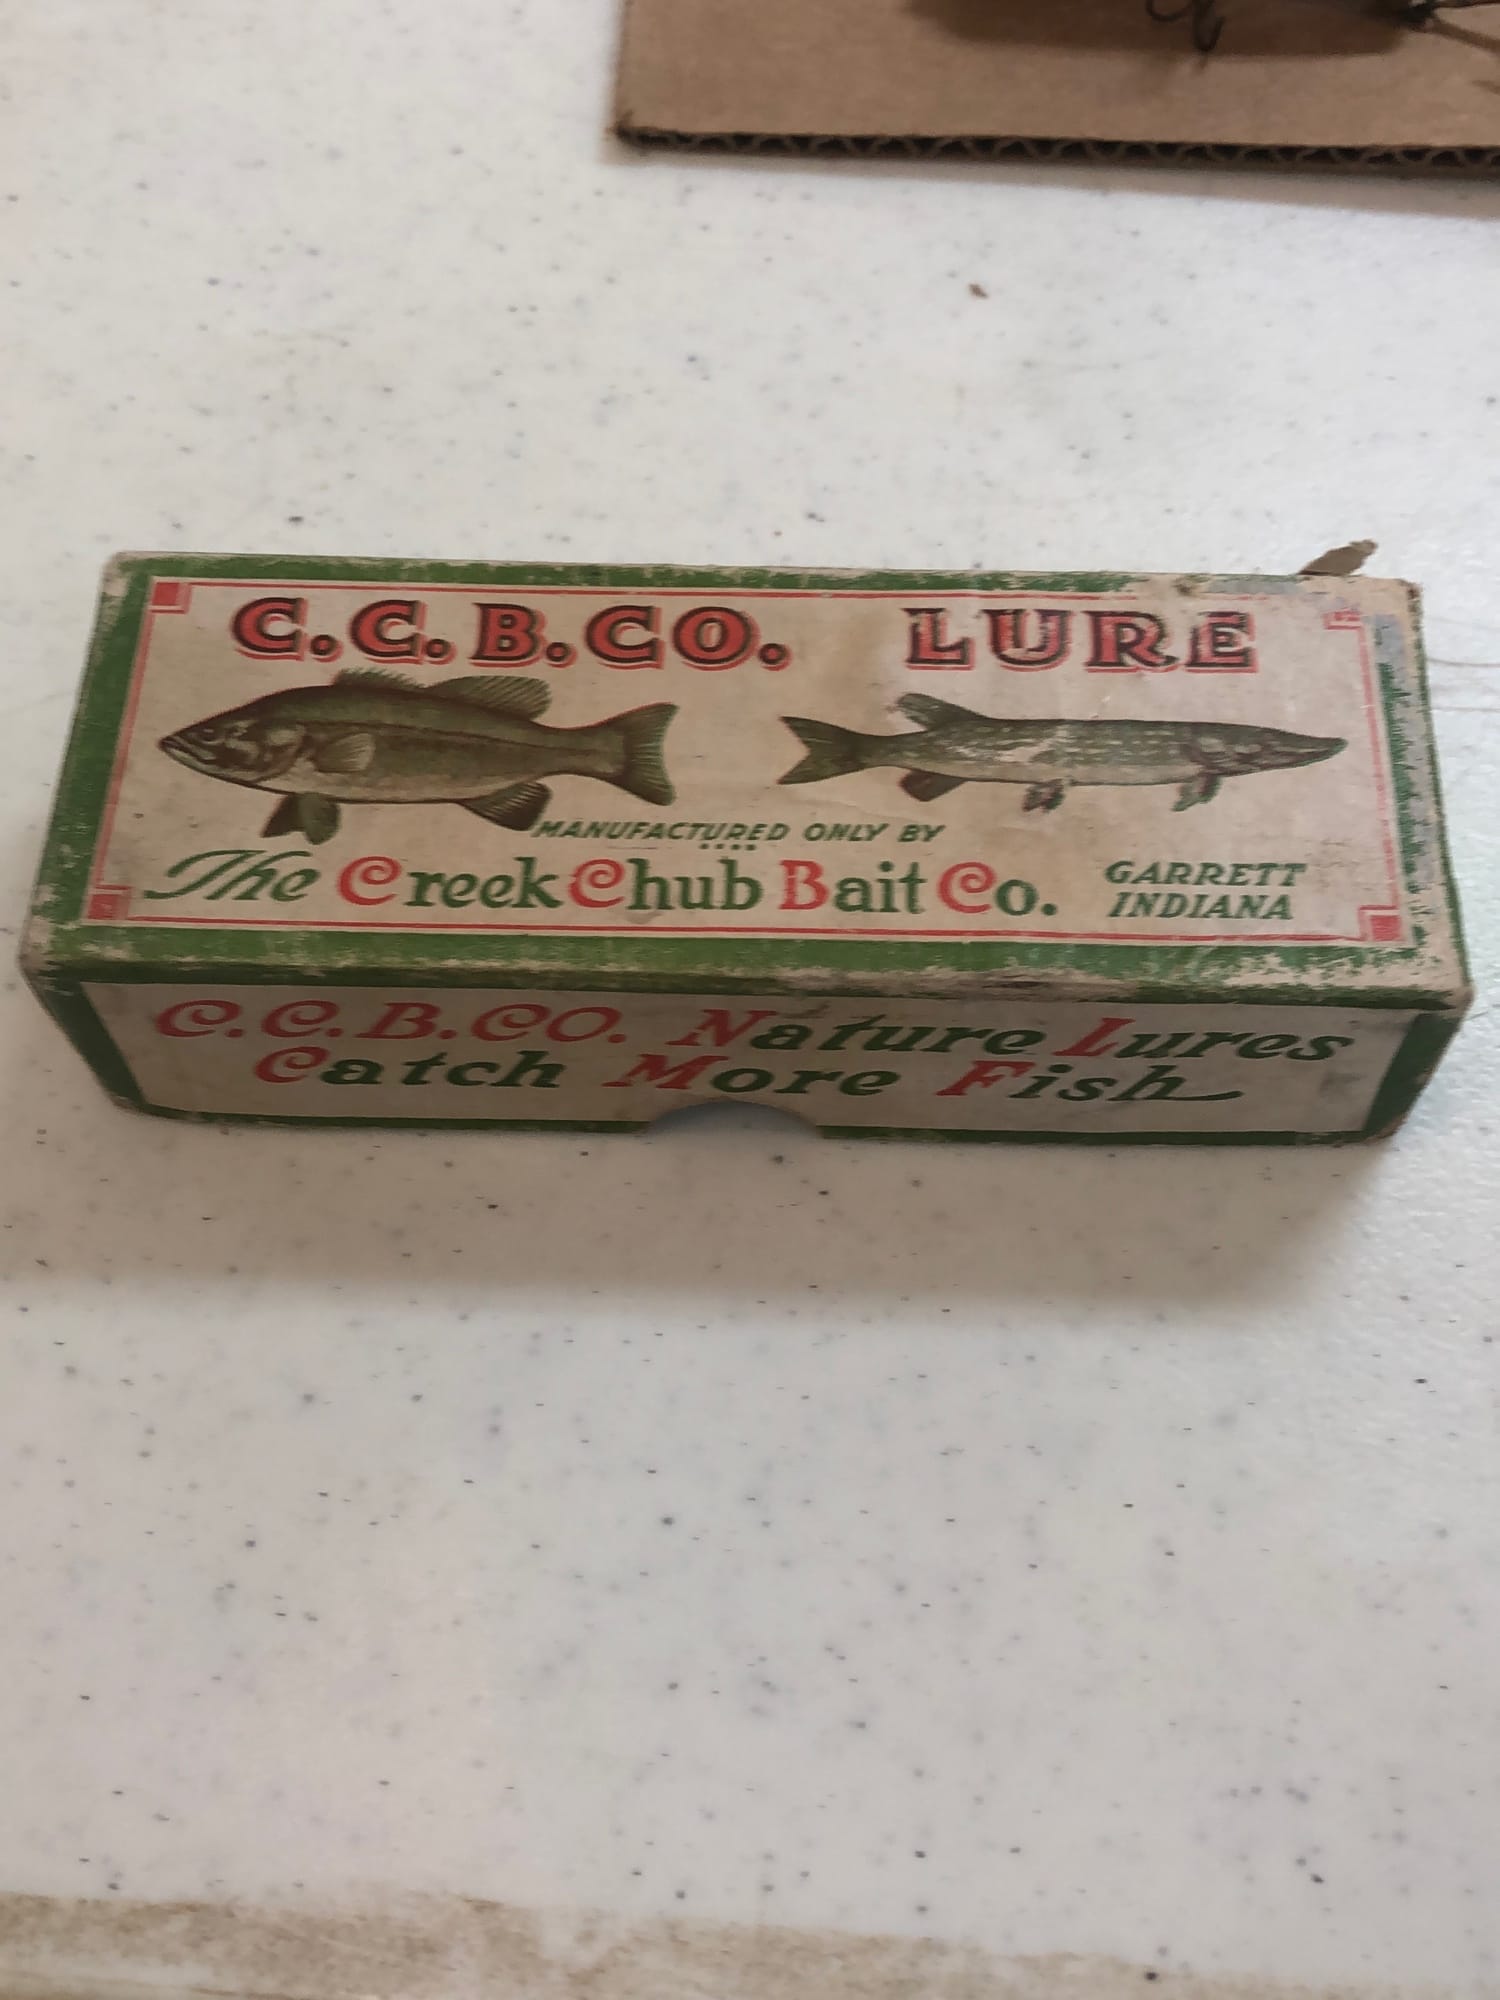 C.C.B.CO. LURE
MANUFACTURED ONLY BY
The Creek Chub Bait Co. GARRETT
INDIANA
C.C.B.CO. Nature Lures
Catch More Fish